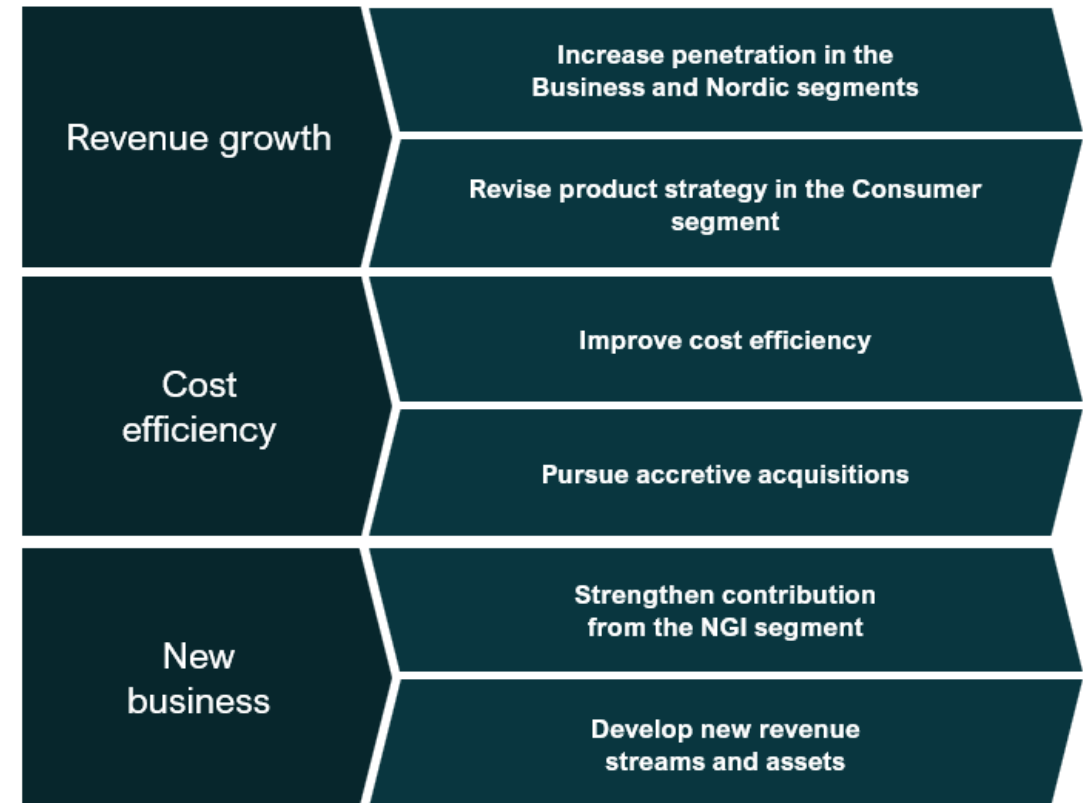 Revenue growth
Increase penetration in the
Business and Nordic segments
Revise product strategy in the Consumer
segment
Cost
efficiency
Improve cost efficiency
Pursue accretive acquisitions
New
business
Strengthen contribution
from the NGI segment
Develop new revenue
streams and assets